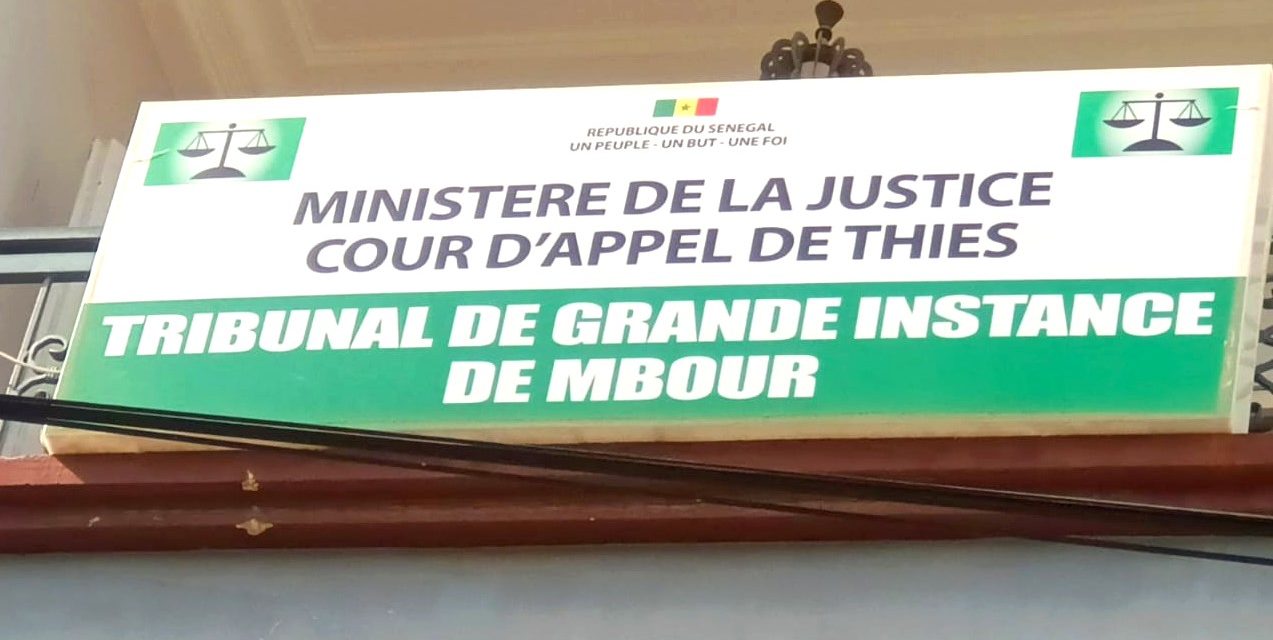 REPUBLIQUE DU SENEGAL
UN PEUPLE - UN BUT - UNE FOI
MINISTERE DE LA JUSTICE
COUR D'APPEL DE THIES
TRIBUNAL DE GRANDE INSTANCE
DE MBOUR